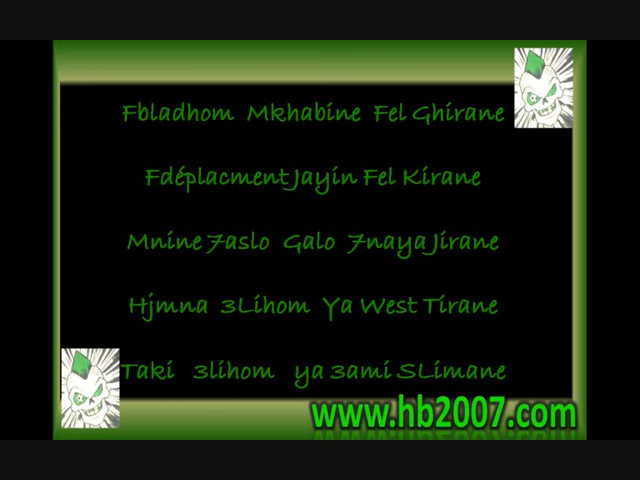 Fbladhom Mkhabine Fel Ghirane
Fdéplacment Jayin Fel Kirane
Mnine 7aslo Galo 7naya Jirane
Hjmna 3Lihom Ya West Tirane
Taki 3lihom ya 3ami SLimane
www.hb2007.com